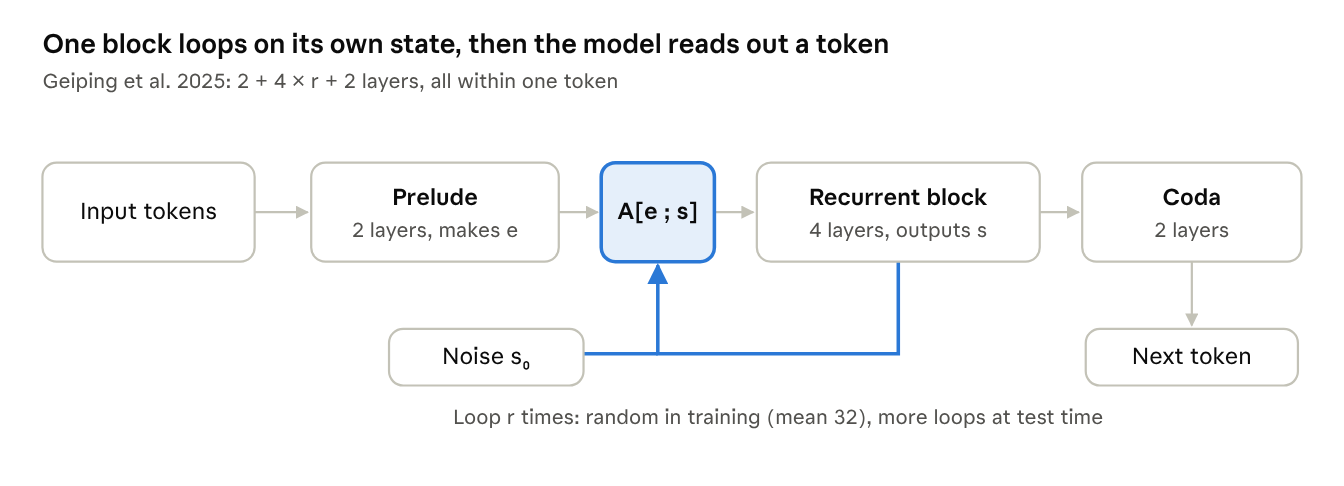 One block loops on its own state, then the model reads out a token
Geiping et al. 2025: 2 + 4 × r + 2 layers, all within one token
Input tokens
Prelude
2 layers, makes e
A[e ; s]
Recurrent block
4 layers, outputs s
Coda
2 layers
Noise s₀
Next token
Loop r times: random in training (mean 32), more loops at test time